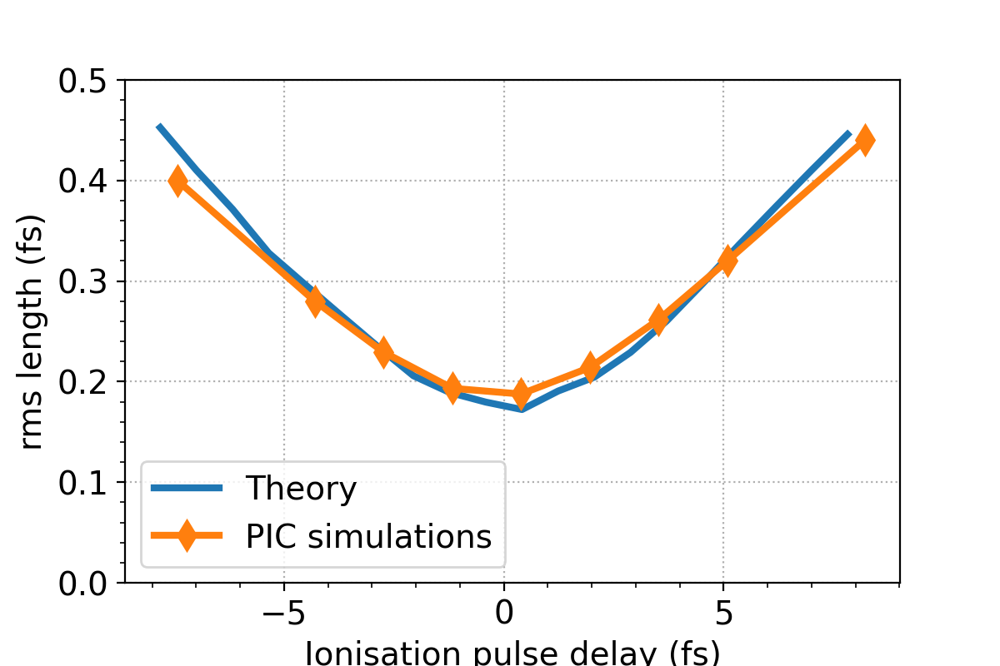 0.5
0.4
0.3
0.2
0.1
0.0
rms length (fs)
Theory
PIC simulations
−5 0 5
Ionisation pulse delay (fs)